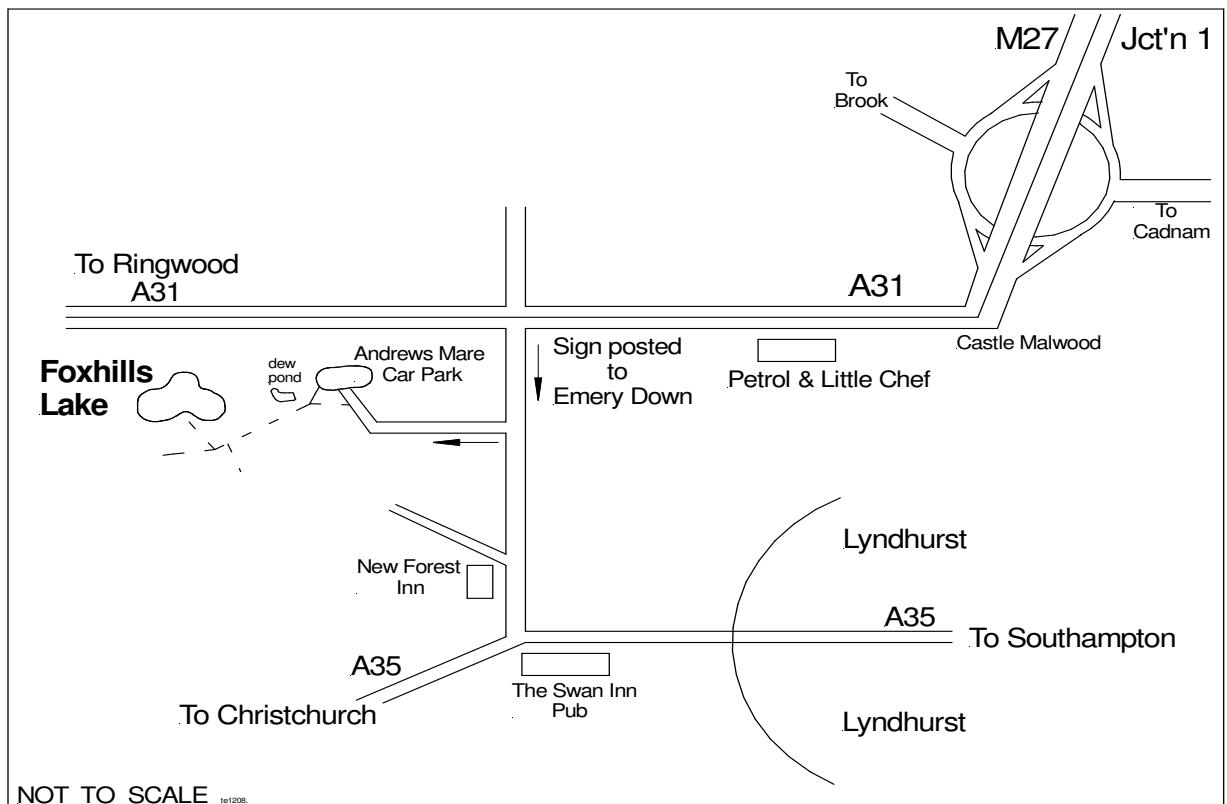 M27 Jct'n 1
To
Brook
To
Cadnam
To Ringwood
A31
A31
Castle Malwood
Foxhills
Lake
dew
pond
Andrews Mare
Car Park
Sign posted
to
Emery Down
Petrol & Little Chef
Lyndhurst
New Forest
Inn
A35
To Southampton
A35
To Christchurch
The Swan Inn
Pub
Lyndhurst
NOT TO SCALE te1208.